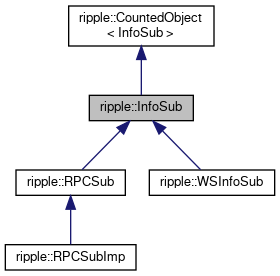 ripple::CountedObject
< InfoSub >
ripple::InfoSub
ripple::RPCSub
ripple::WSInfoSub
ripple::RPCSubImp